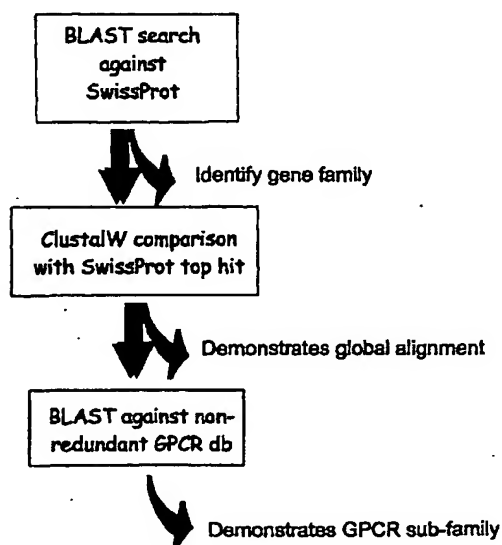 BLAST search
against
SwissProt
Identify gene family
ClustalW comparison
with SwissProt top hit
Demonstrates global alignment
BLAST against non-
redundant GPCR db
Demonstrates GPCR sub-family